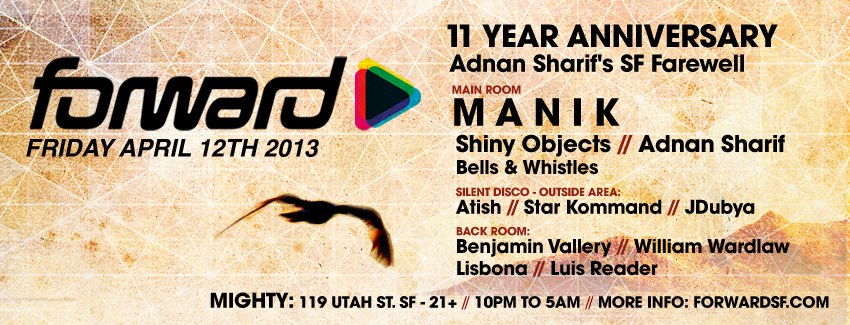 forward
FRIDAY APRIL 12TH 2013
11 YEAR ANNIVERSARY
Adnan Sharif's SF Farewell
MAIN ROOM
MANIK
Shiny Objects // Adnan Sharif
Bells & Whistles
SILENT DISCO - OUTSIDE AREA:
Atish // Star Kommand // JDubya
BACK ROOM:
Benjamin Vallery // William Wardlaw
Lisbona // Luis Reader
MIGHTY: 119 UTAH ST. SF - 21+ // 10PM TO 5AM // MORE INFO: FORWARDSF.COM